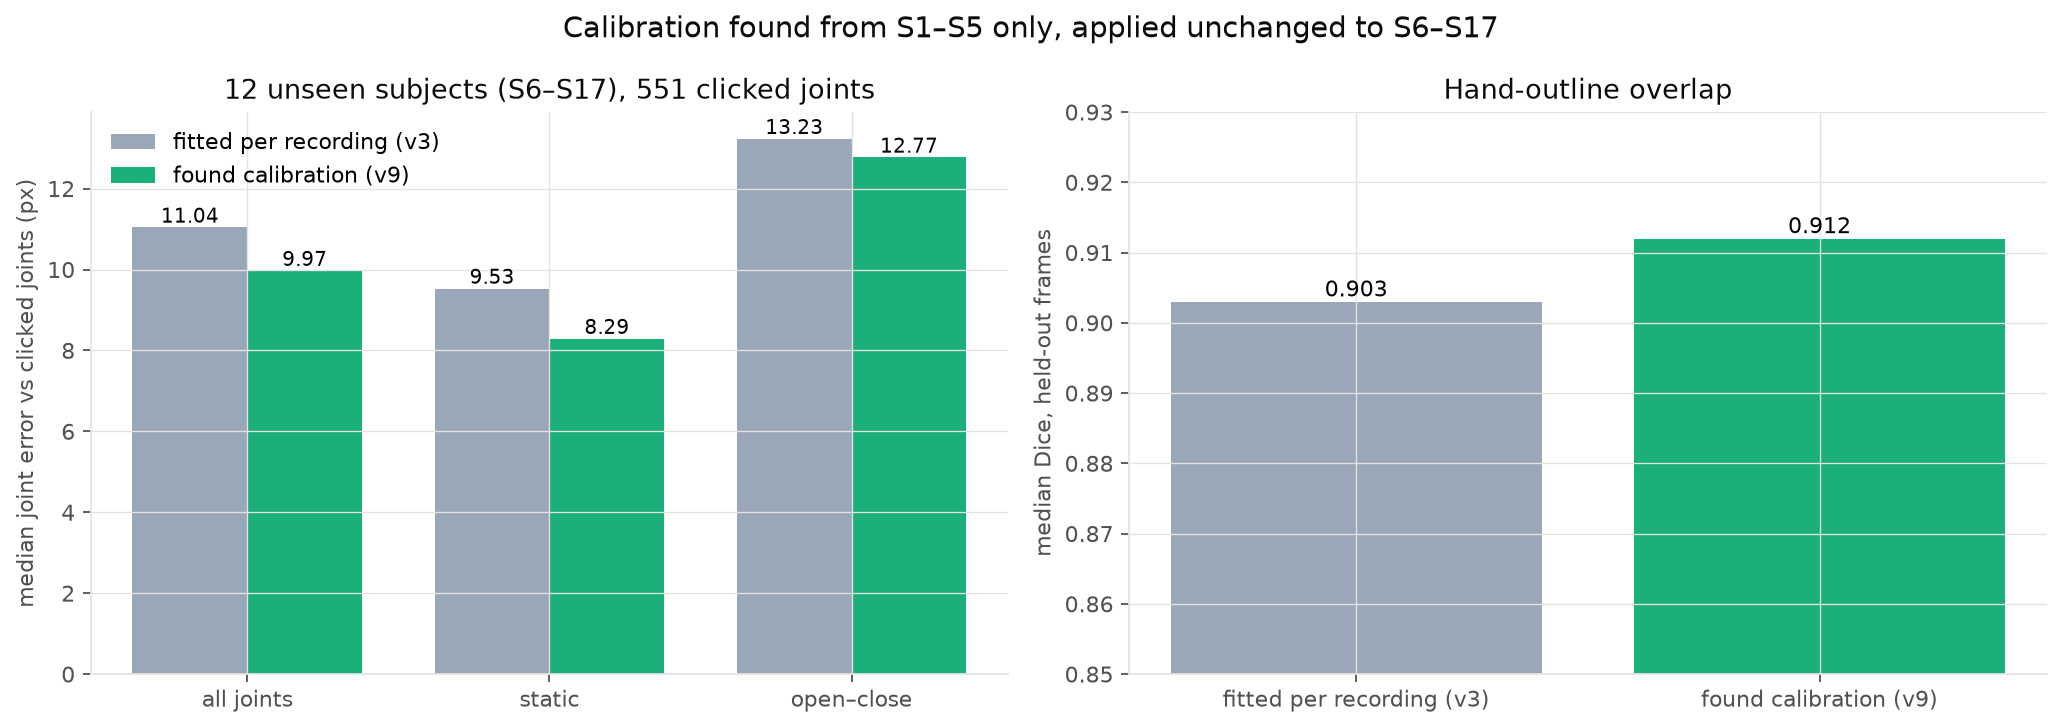 Calibration found from S1–S5 only, applied unchanged to S6–S17
12 unseen subjects (S6–S17), 551 clicked joints
fitted per recording (v3)
found calibration (v9)
median joint error vs clicked joints (px)
12
10
8
6
4
2
0
11.04
9.97
9.53
8.29
13.23
12.77
all joints
static
open–close
Hand-outline overlap
median Dice, held-out frames
0.93
0.92
0.91
0.90
0.89
0.88
0.87
0.86
0.85
0.903
0.912
fitted per recording (v3)
found calibration (v9)